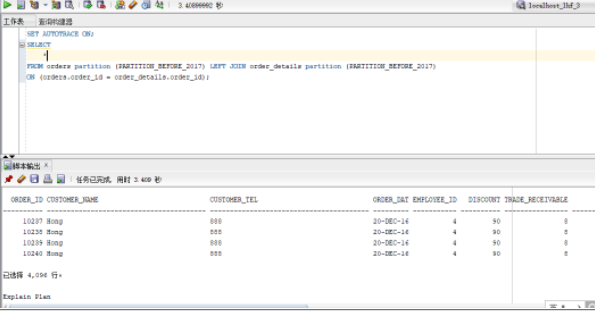 3.40899992 秒
localhost_lhf_3
工作表 查询构建器
SET AUTOTRACE ON;
SELECT
*
FROM orders partition (PARTITION_BEFORE_2017) LEFT JOIN order_details partition (PARTITION_BEFORE_2017)
ON (orders.order_id = order_details.order_id);
脚本输出 ×
任务已完成, 用时 3.409 秒
ORDER_ID CUSTOMER_NAME CUSTOMER_TEL ORDER_DAT EMPLOYEE_ID DISCOUNT TRADE_RECEIVABLE
10237 Hong 888 20-DEC-16 4 90 8
10238 Hong 888 20-DEC-16 4 90 8
10239 Hong 888 20-DEC-16 4 90 8
10240 Hong 888 20-DEC-16 4 90 8
已选择 4,096 行。
Explain Plan